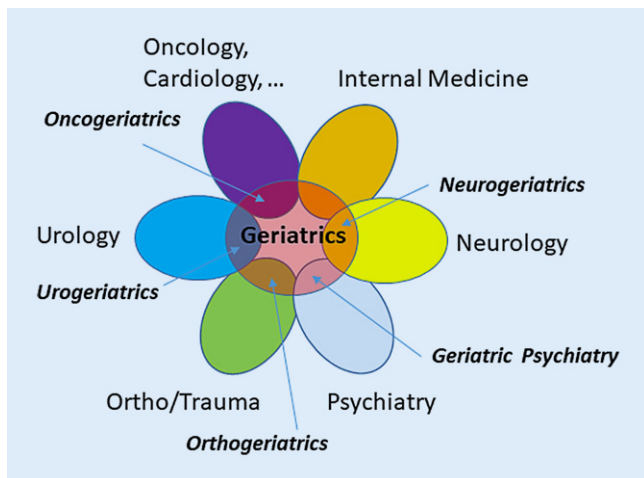 Oncology,
Cardiology, ...
Internal Medicine
Oncogeriatrics
Neurogeriatrics
Urology
Geriatrics
Neurology
Urogeriatrics
Geriatric Psychiatry
Ortho/Trauma
Psychiatry
Orthogeriatrics